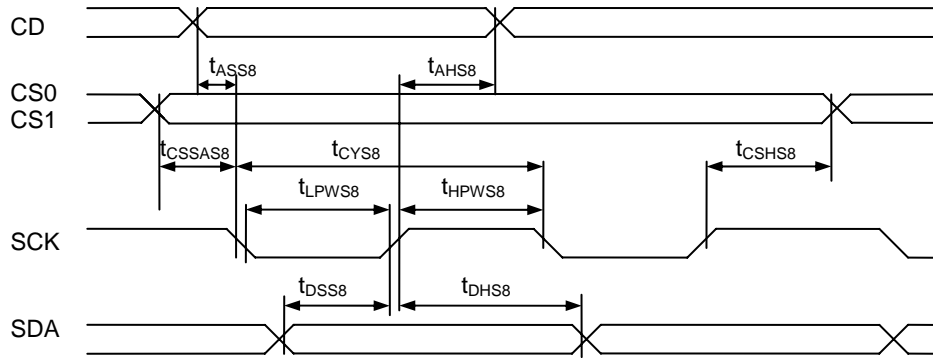 CD
tASS8 tAHS8
CS0
CS1
tCSSAS8 tCYS8 tCSHS8
tLPWS8 tHPWS8
SCK
tDSS8 tDHS8
SDA